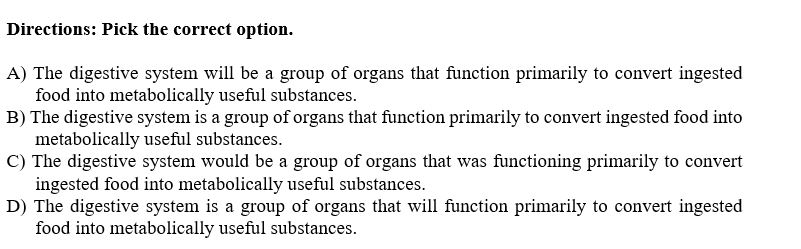 Directions: Pick the correct option.
A) The digestive system will be a group of organs that function primarily to convert ingested
food into metabolically useful substances.
B) The digestive system is a group of organs that function primarily to convert ingested food into
metabolically useful substances.
C) The digestive system would be a group of organs that was functioning primarily to convert
ingested food into metabolically useful substances.
D) The digestive system is a group of organs that will function primarily to convert ingested
food into metabolically useful substances.